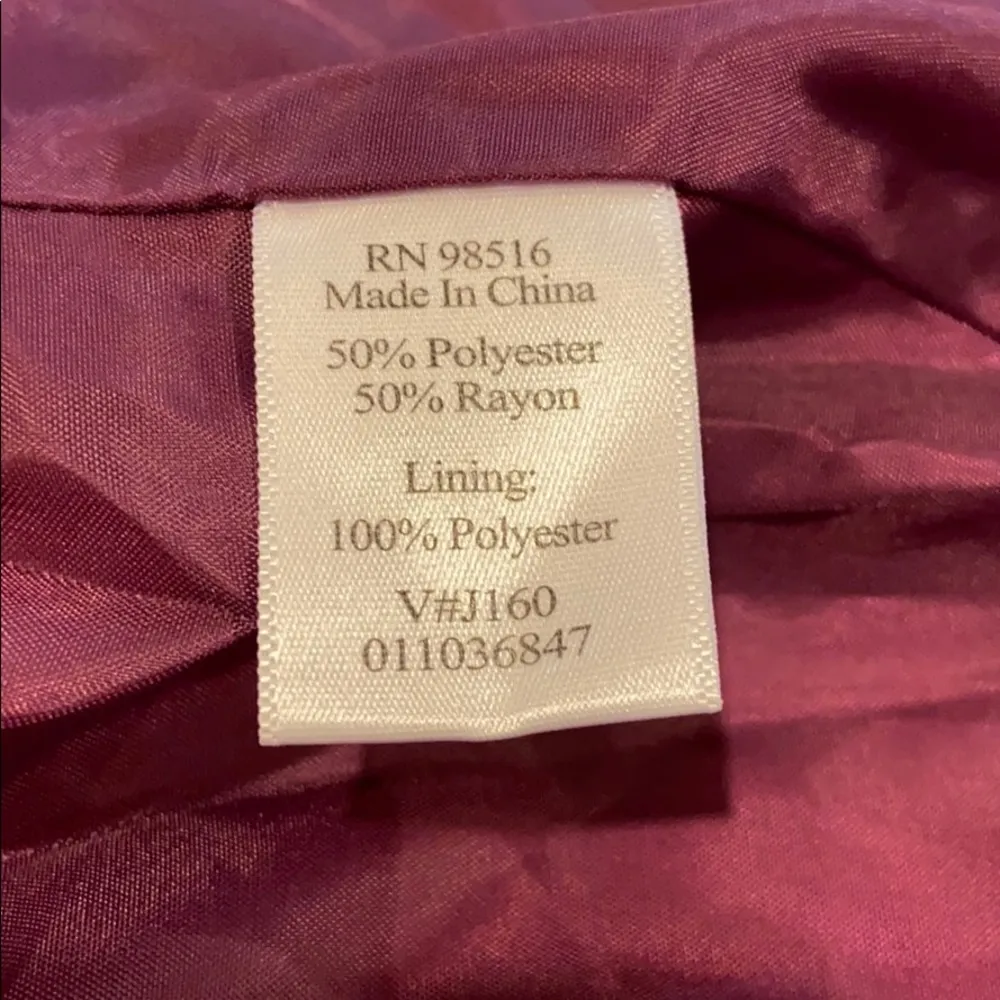 RN 98516
Made In China
50% Polyester
50% Rayon
Lining:
100% Polyester
V#J160
011036847